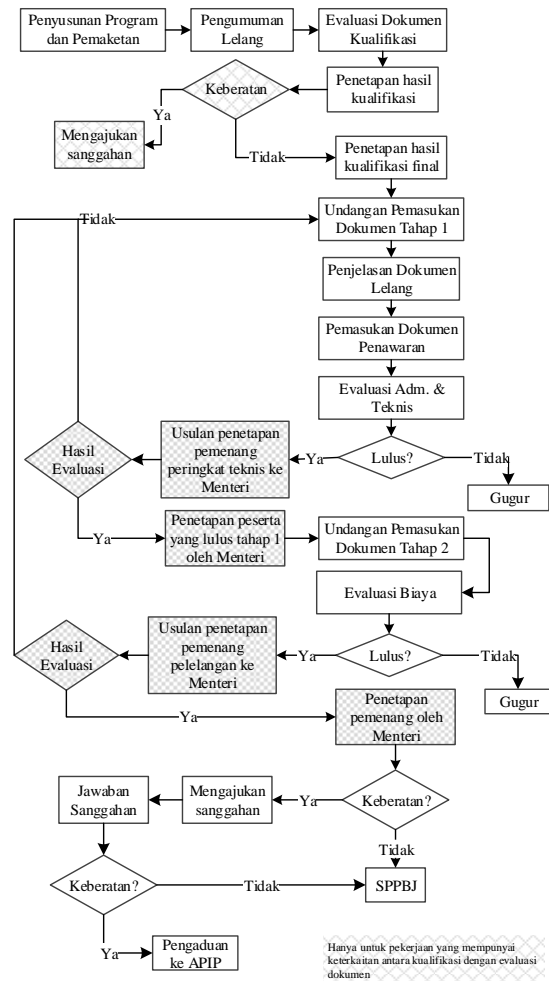 Penyusunan Program
dan Pemaketan
Pengumuman
Lelang
Evaluasi Dokumen
Kualifikasi
Keberatan
Penetapan hasil
kualifikasi
Ya
Mengajukan
sanggahan
Tidak
Penetapan hasil
kualifikasi final
Tidak
Undangan Pemasukan
Dokumen Tahap 1
Penjelasan Dokumen
Lelang
Pemasukan Dokumen
Penawaran
Evaluasi Adm. &
Teknis
Hasil
Evaluasi
Usulan penetapan
pemenang
peringkat teknis ke
Menteri
Ya
Lulus?
Tidak
Gugur
Ya
Penetapan peserta
yang lulus tahap 1
oleh Menteri
Undangan Pemasukan
Dokumen Tahap 2
Evaluasi Biaya
Hasil
Evaluasi
Usulan penetapan
pemenang
pelelangan ke
Menteri
Ya
Lulus?
Tidak
Gugur
Ya
Penetapan
pemenang oleh
Menteri
Jawaban
Sanggahan
Mengajukan
sanggahan
Ya
Keberatan?
Tidak
Keberatan?
Tidak
SPPBJ
Ya
Pengaduan
ke APIP
Hanya untuk pekerjaan yang mempunyai
keterkaitan antara kualifikasi dengan evaluasi
dokumen